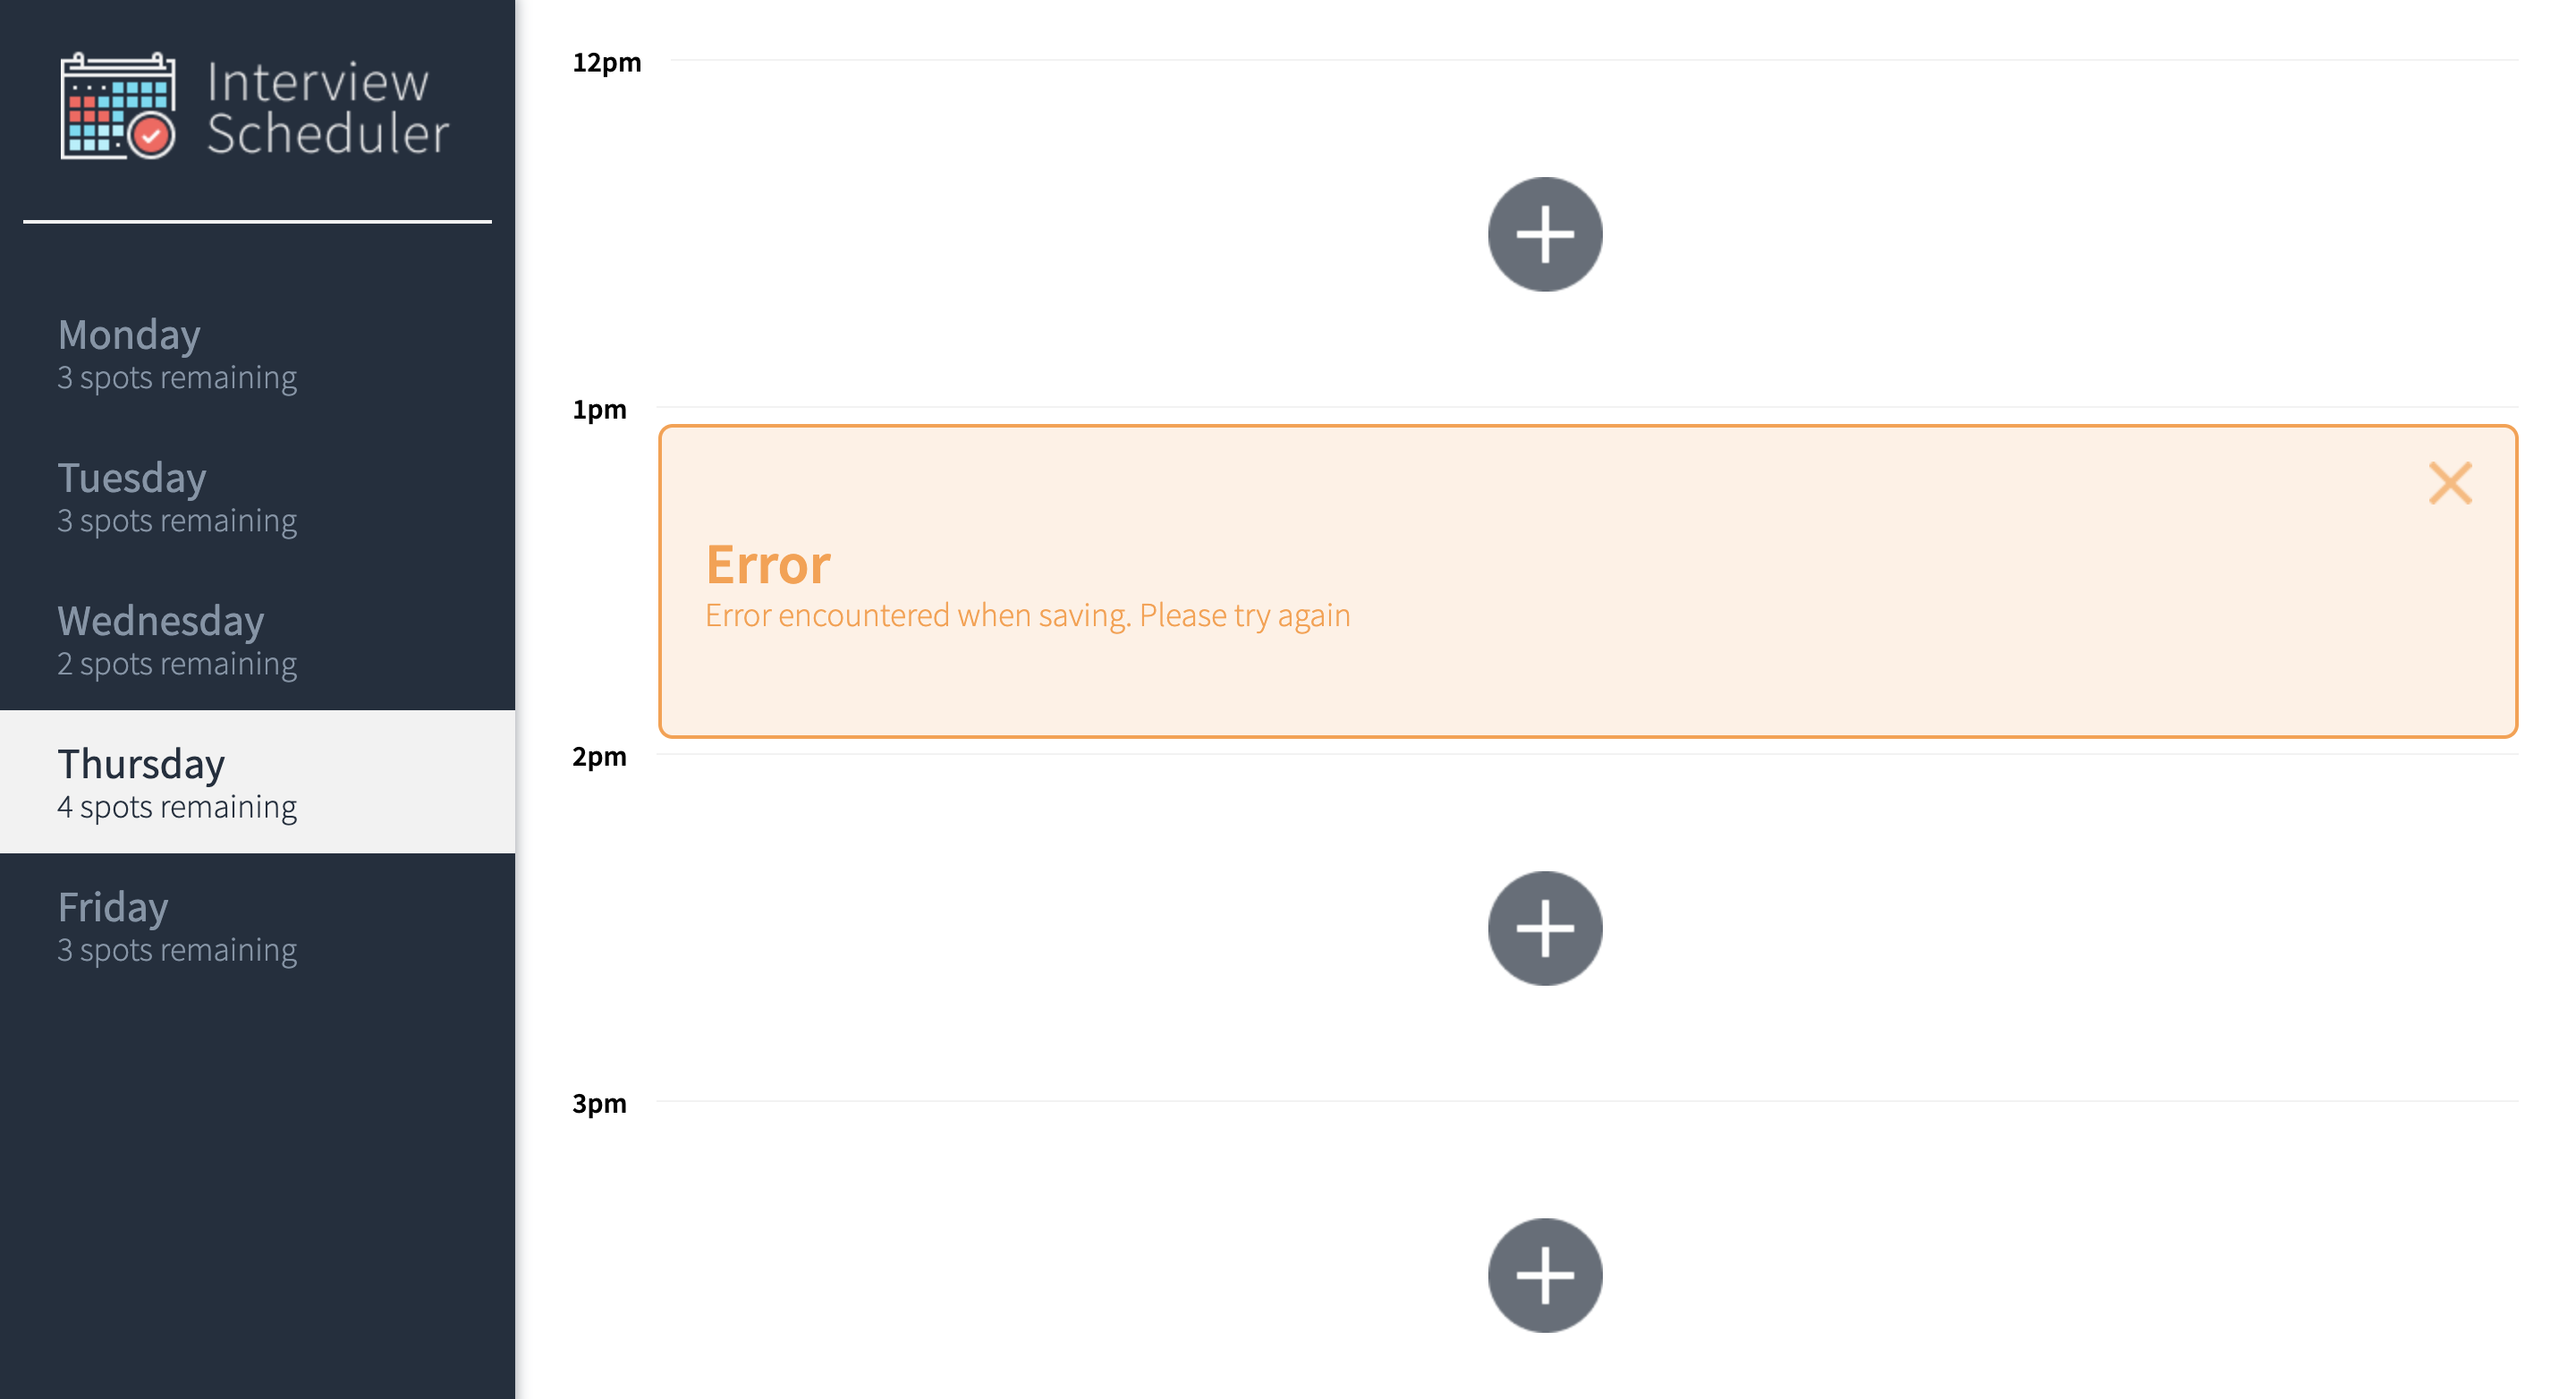 Interview
Scheduler
Monday
3 spots remaining
Tuesday
3 spots remaining
Wednesday
2 spots remaining
Thursday
4 spots remaining
Friday
3 spots remaining
12pm
1pm
Error
Error encountered when saving. Please try again
2pm
3pm